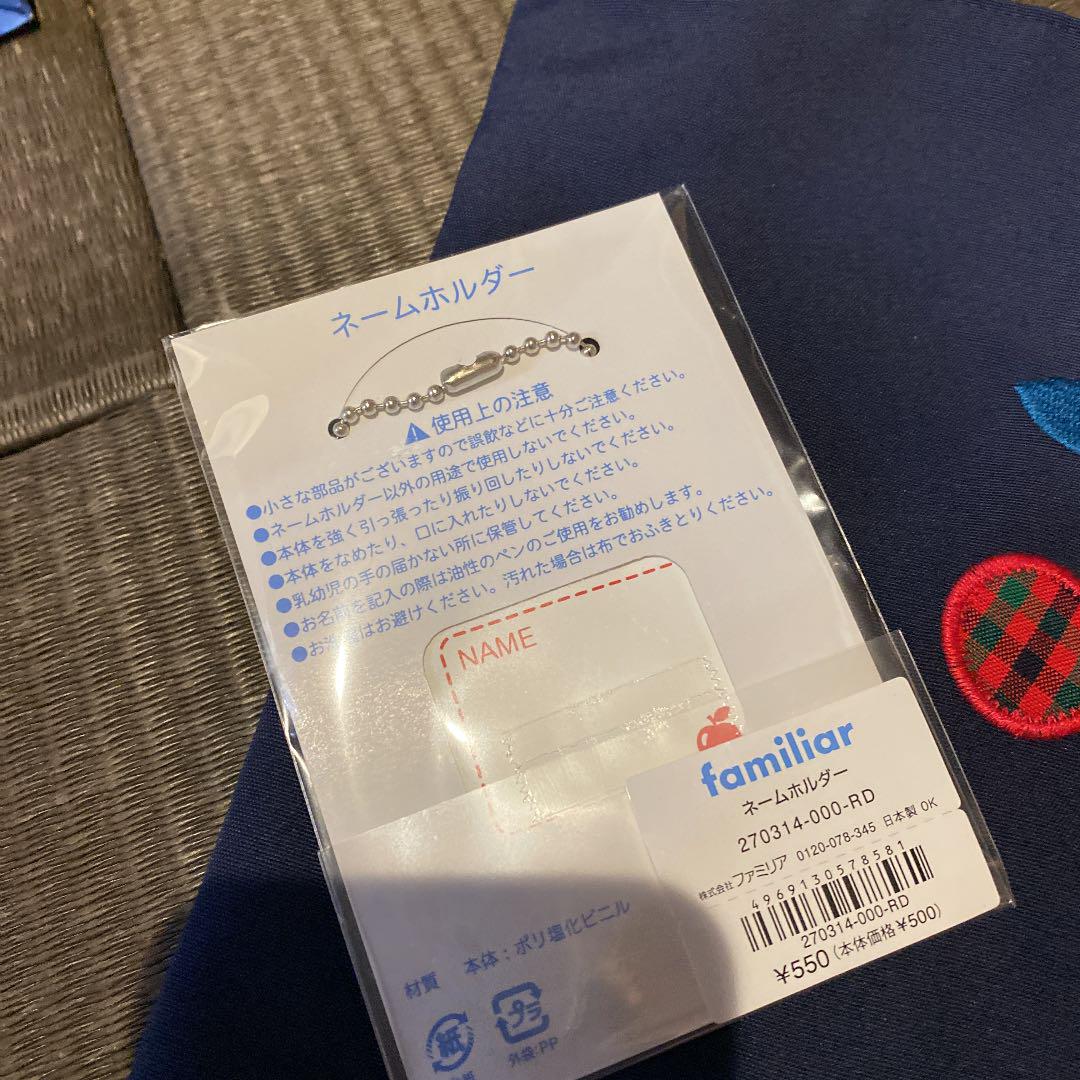 ネームホルダー
使用上の注意
●小さな部品がございますので誤飲などに十分ご注意ください。
●ネームホルダー以外の用途で使用しないでください。
●本体を強く引っ張ったり振り回したりしないでください。
●本体をなめたり、口に入れたりしないでください。
●乳幼児の手の届かない所に保管してください。
●お名前を記入の際は油性のペンのご使用をお勧めします。
●お洗濯はお避けください。汚れた場合は布でおふきとりください。
NAME
familiar
ネームホルダー
270314-000-RD
株式会社ファミリア 0120-078-345 日本製 OK
4969130578581
270314-000-RD
¥550(本体価格¥500)
材質 本体:ポリ塩化ビニル
紙
プラ
外袋:PP